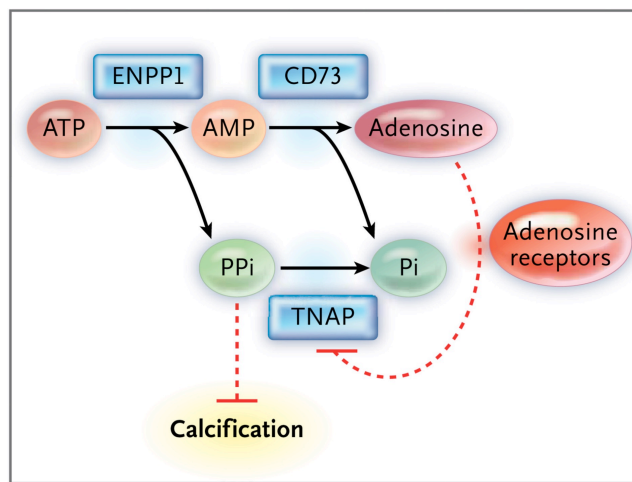 ENPP1
CD73
ATP
AMP
Adenosine
Adenosine
receptors
PPi
Pi
TNAP
Calcification